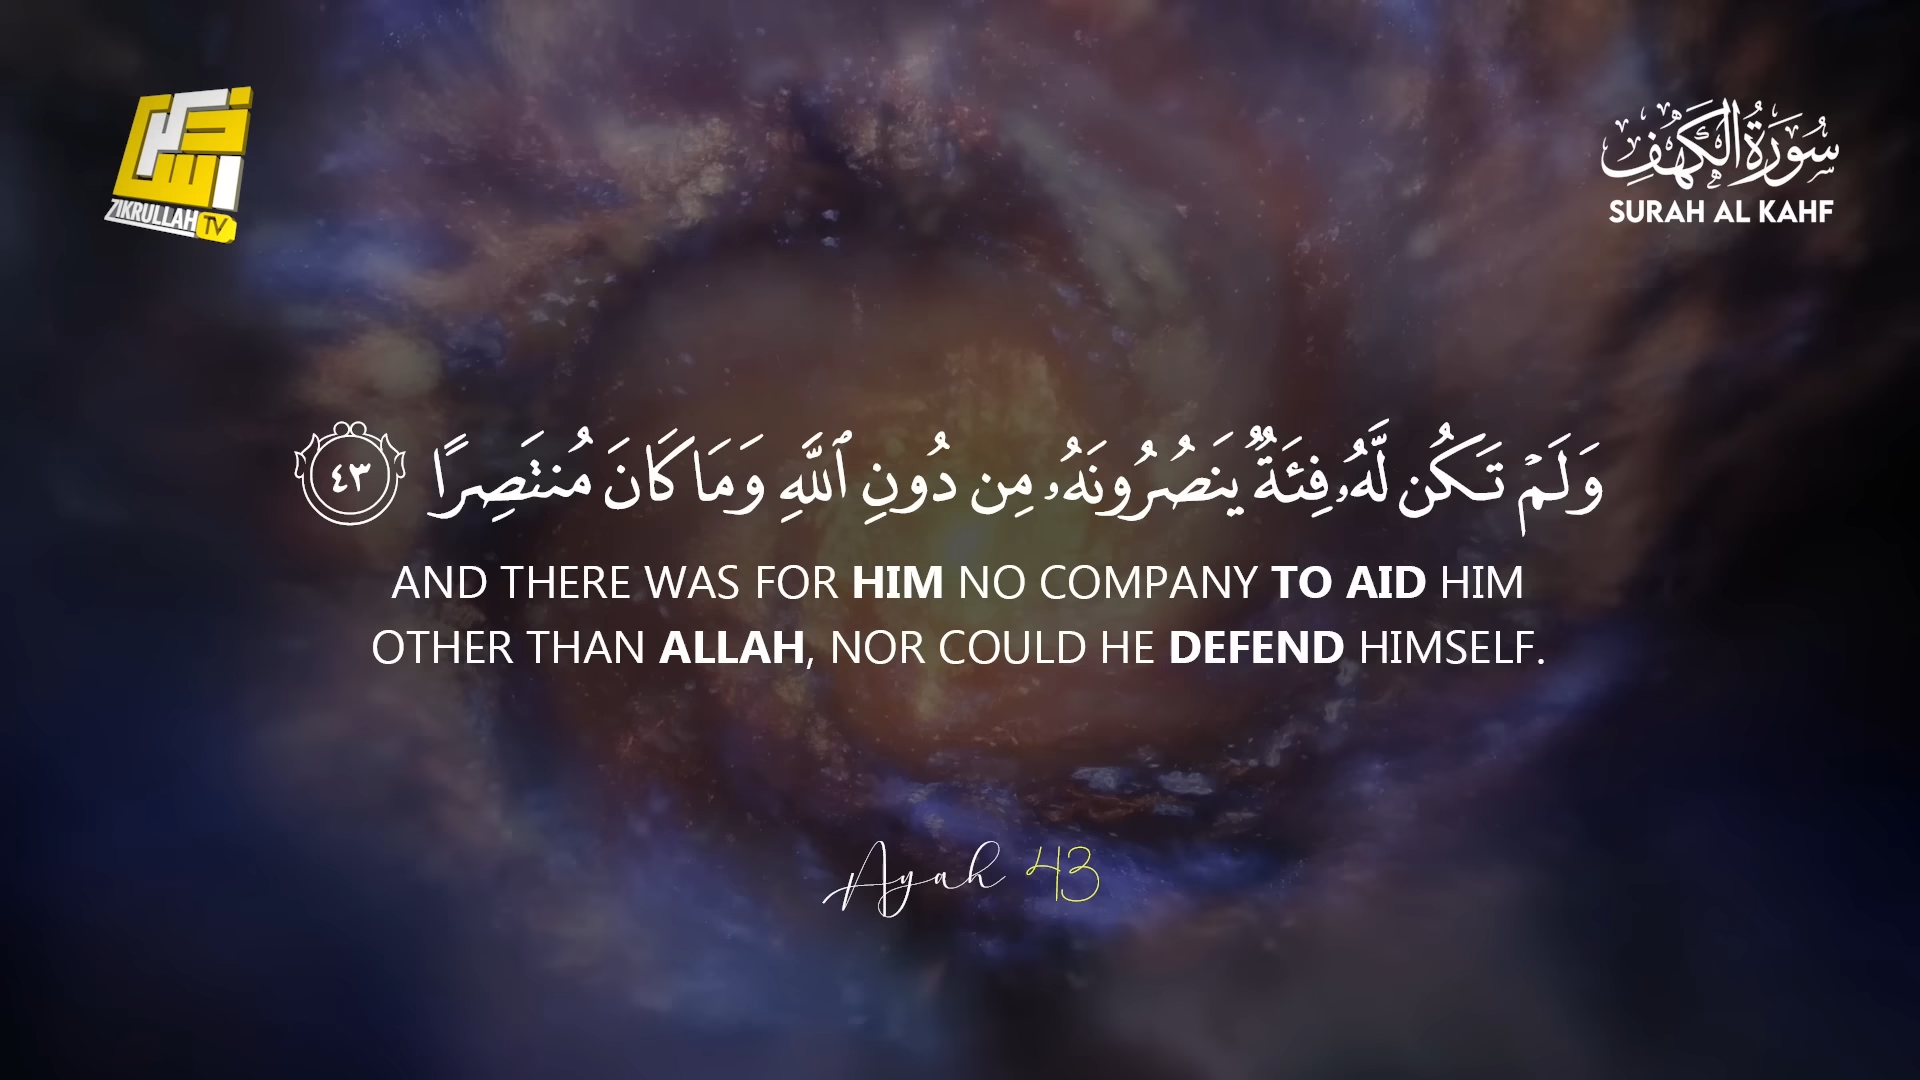 ZIKRULLAH TV
سُورَةُ الكَهْفِ
SURAH AL KAHF
وَلَمْ تَكُن لَّهُۥ فِئَةٌ يَنصُرُونَهُۥ مِن دُونِ ٱللَّهِ وَمَا كَانَ مُنتَصِرًا ٤٣
AND THERE WAS FOR HIM NO COMPANY TO AID HIM
OTHER THAN ALLAH, NOR COULD HE DEFEND HIMSELF.
Ayah 43